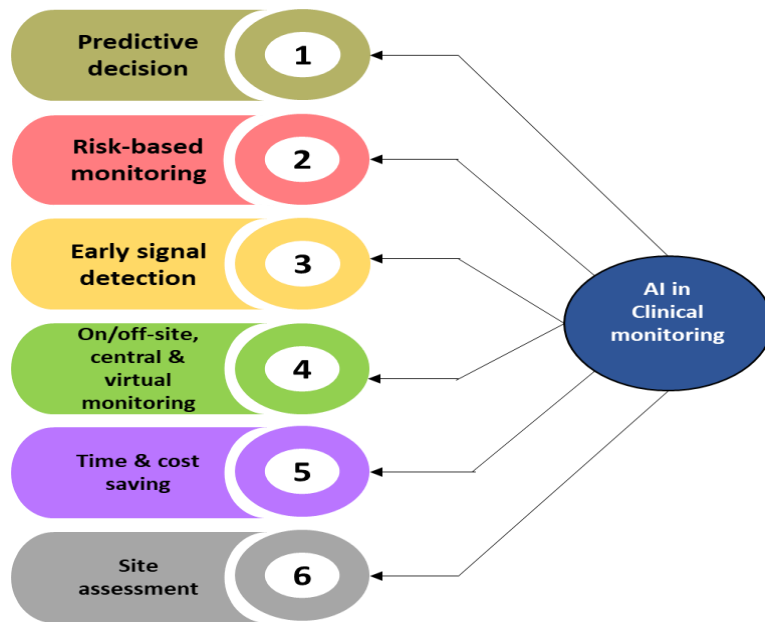 Predictive
decision
1
Risk-based
monitoring
2
Early signal
detection
3
On/off-site,
central &
virtual
monitoring
4
Time & cost
saving
5
Site
assessment
6
AI in
Clinical
monitoring